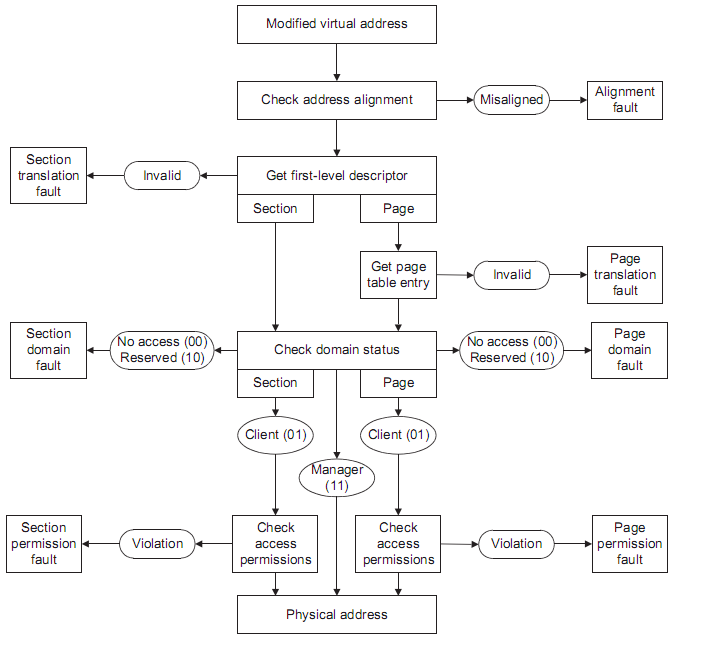 Modified virtual address
Check address alignment
Misaligned
Alignment
fault
Section
translation
fault
Invalid
Get first-level descriptor
Section
Page
Get page
table entry
Invalid
Page
translation
fault
Section
domain
fault
No access (00)
Reserved (10)
Check domain status
No access (00)
Reserved (10)
Page
domain
fault
Section
Page
Client (01)
Client (01)
Manager
(11)
Section
permission
fault
Violation
Check
access
permissions
Check
access
permissions
Violation
Page
permission
fault
Physical address